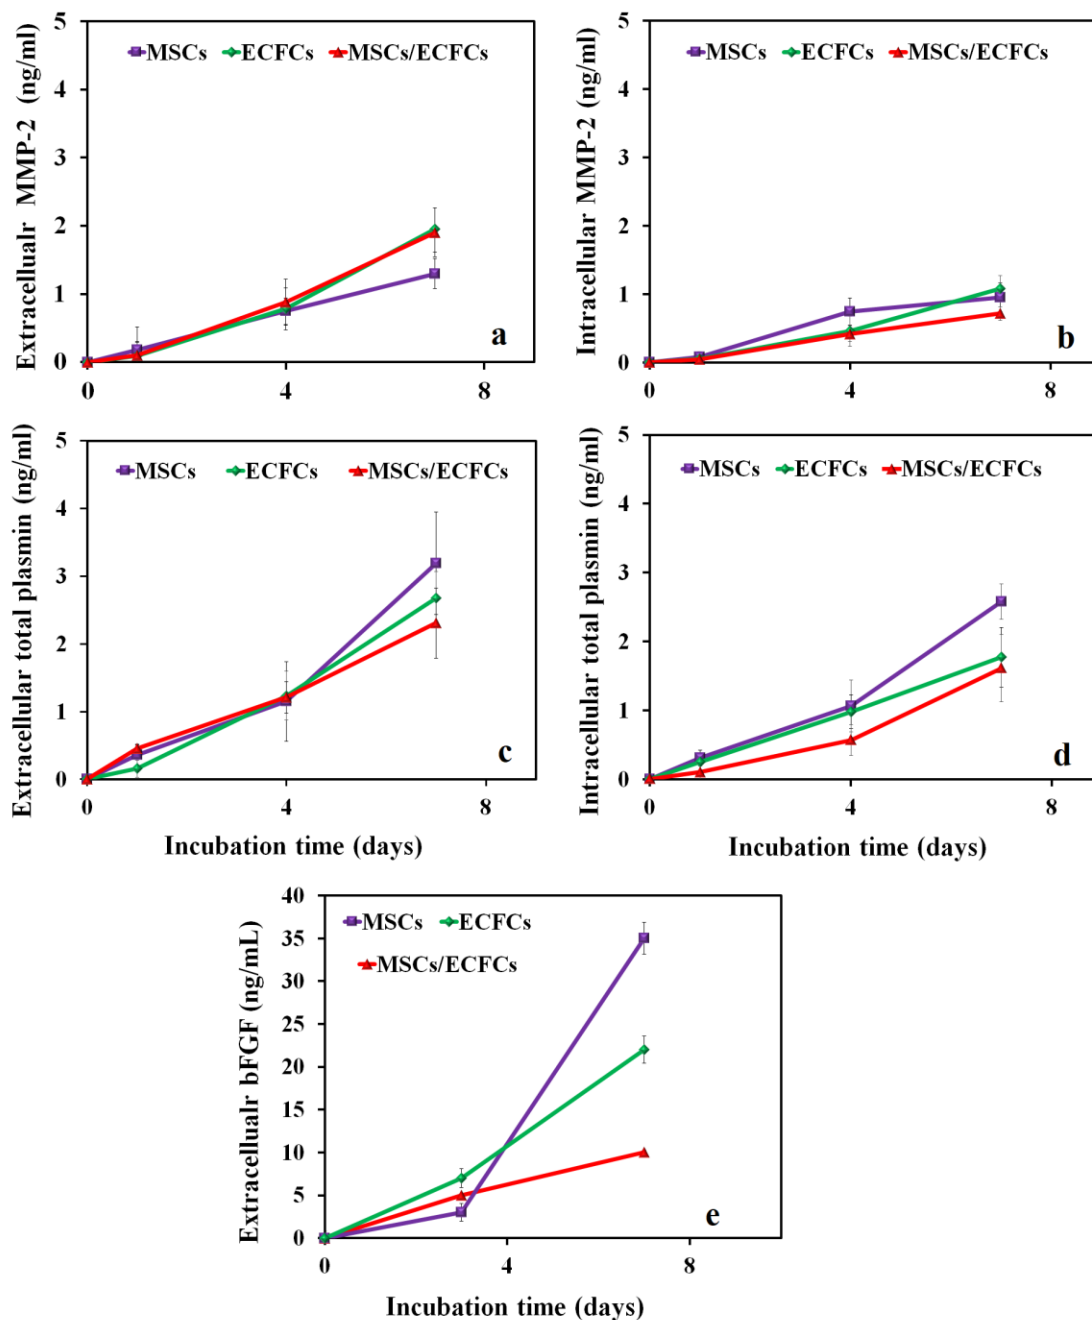 Extracellualr MMP-2 (ng/ml)
5
4
3
2
1
0
MSCs ECFCs MSCs/ECFCs
a
0 4 8
Intracellular MMP-2 (ng/ml)
5
4
3
2
1
0
MSCs ECFCs MSCs/ECFCs
b
0 4 8
Extracellular total plasmin (ng/ml)
5
4
3
2
1
0
MSCs ECFCs MSCs/ECFCs
c
0 4 8
Incubation time (days)
Intracellular total plasmin (ng/ml)
5
4
3
2
1
0
MSCs ECFCs MSCs/ECFCs
d
0 4 8
Incubation time (days)
Extracellualr bFGF (ng/mL)
40
35
30
25
20
15
10
5
0
MSCs ECFCs
MSCs/ECFCs
e
0 4 8
Incubation time (days)